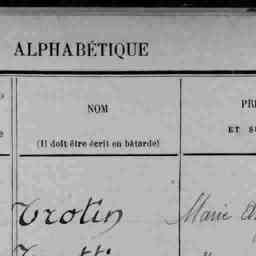 ALPHABÉTIQUE
NOM
PR
ET S
(Il doit être écrit en bâtarde)
Trotin
Marie